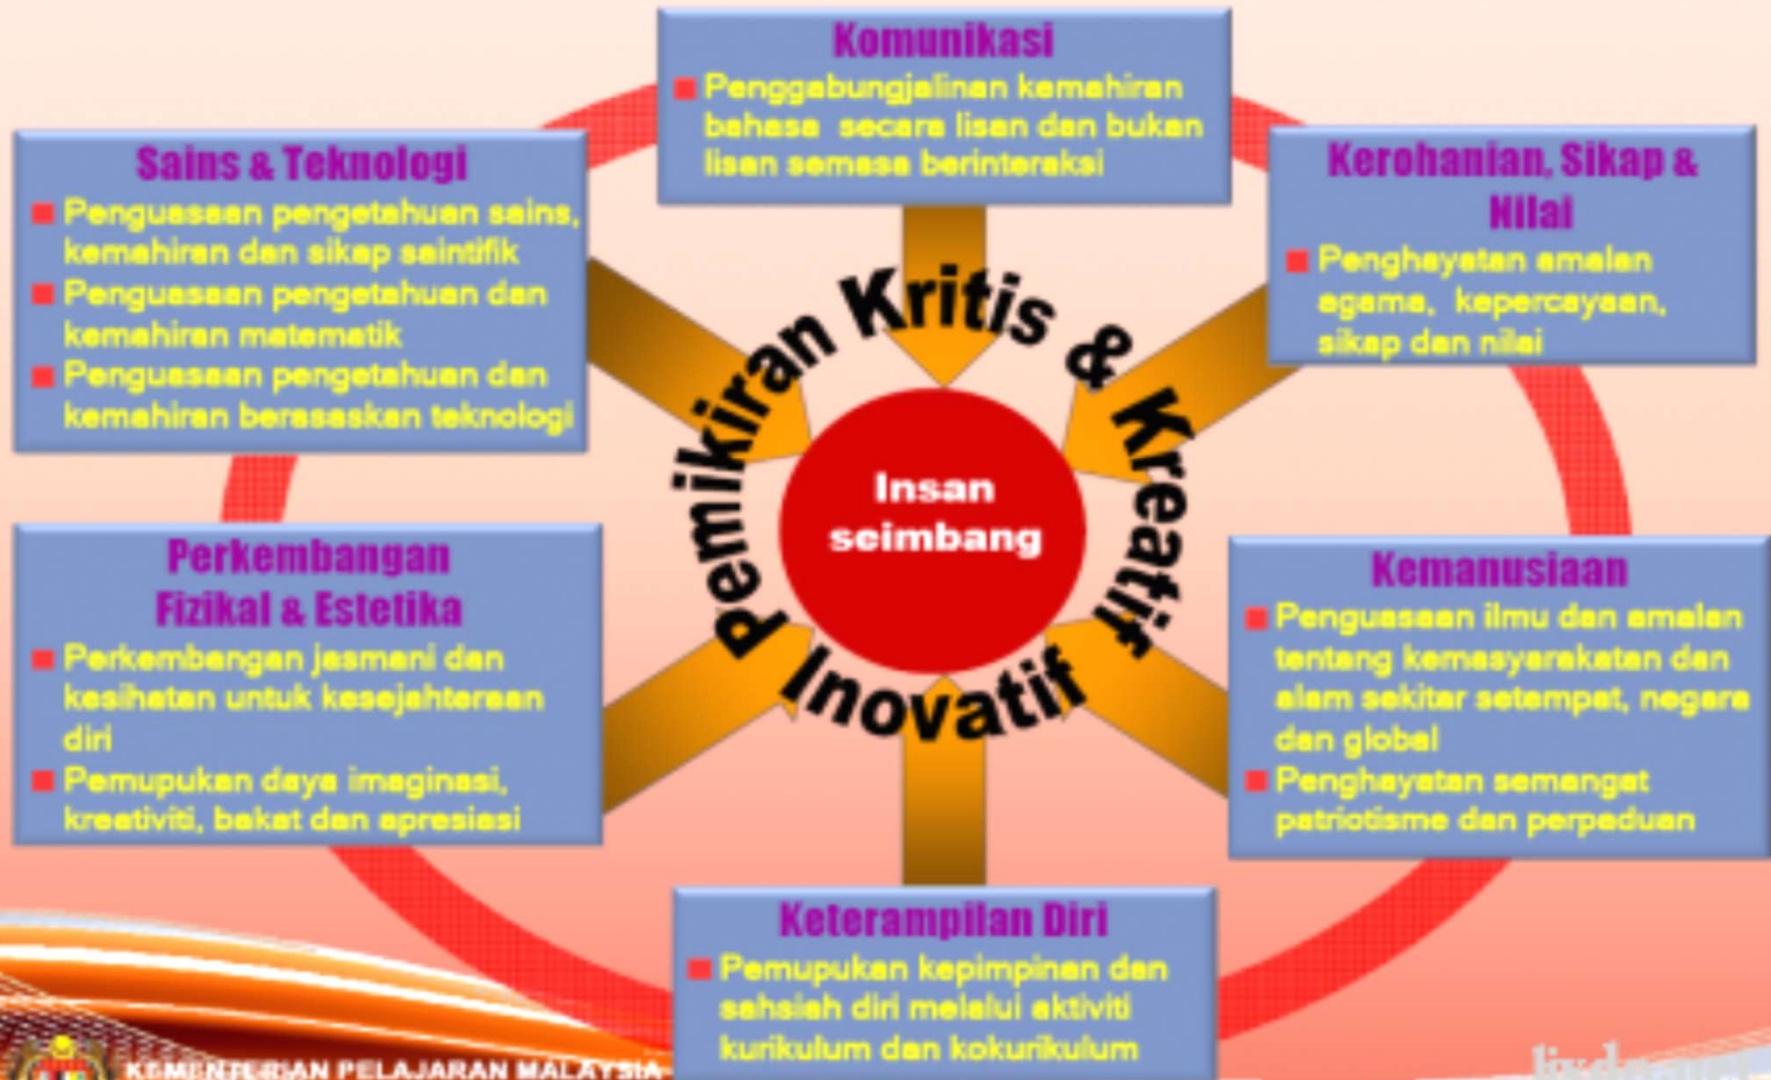 Komunikasi
Penggabungjalinan kemahiran
bahasa secara lisan dan bukan
lisan semasa berinteraksi
Sains & Teknologi
Penguasaan pengetahuan sains,
kemahiran dan sikap saintifik
Penguasaan pengetahuan dan
kemahiran matematik
Penguasaan pengetahuan dan
kemahiran berasaskan teknologi
Kerohanian, Sikap &
Nilai
Penghayatan amalan
agama, kepercayaan,
sikap dan nilai
Pemikiran Kritis & Kreatif
Inovatif
Insan
seimbang
Perkembangan
Fizikal & Estetika
Perkembangan jasmani dan
kesihatan untuk kesejahteraan
diri
Pemupukan daya imaginasi,
kreativiti, bakat dan apresiasi
Kemanusiaan
Penguasaan ilmu dan amalan
tentang kemasyarakatan dan
alam sekitar setempat, negara
dan global
Penghayatan semangat
patriotisme dan perpaduan
Keterampilan Diri
Pemupukan kepimpinan dan
sahsiah diri melalui aktiviti
kurikulum dan kokurikulum
KEMENTERIAN PELAJARAN MALAYSIA